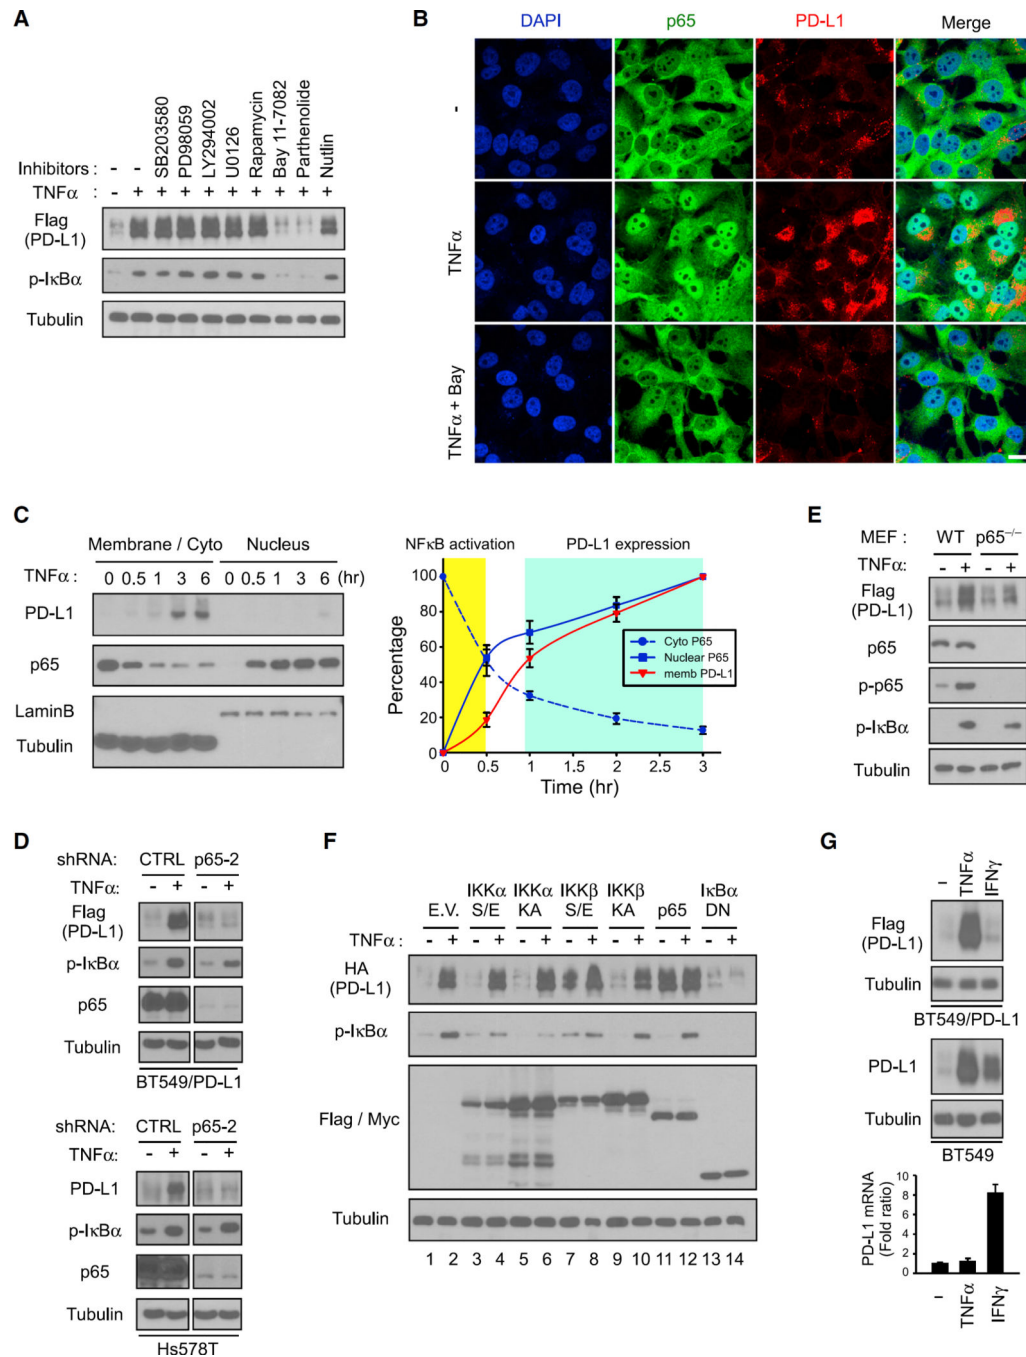 A
Inhibitors : - - SB203580 PD98059 LY294002 U0126 Rapamycin Bay 11-7082 Parthenolide Nutlin
TNFα : - + + + + + + + + +
Flag
(PD-L1)
p-IκBα
Tubulin
B
DAPI p65 PD-L1 Merge
-
TNFα
TNFα + Bay
C
Membrane / Cyto Nucleus
TNFα : 0 0.5 1 3 6 0 0.5 1 3 6 (hr)
PD-L1
p65
LaminB
Tubulin
NFκB activation PD-L1 expression
Percentage
100
80
60
40
20
0
Cyto P65
Nuclear P65
memb PD-L1
0 0.5 1 1.5 2 2.5 3
Time (hr)
E
MEF : WT p65−/−
TNFα: - + - +
Flag
(PD-L1)
p65
p-p65
p-IκBα
Tubulin
D
shRNA: CTRL p65-2
TNFα: - + - +
Flag
(PD-L1)
p-IκBα
p65
Tubulin
BT549/PD-L1
shRNA: CTRL p65-2
TNFα: - + - +
PD-L1
p-IκBα
p65
Tubulin
Hs578T
F
IKKα IKKα IKKβ IKKβ IκBα
E.V. S/E KA S/E KA p65 DN
TNFα : - + - + - + - + - + - + - +
HA
(PD-L1)
p-IκBα
Flag / Myc
Tubulin
1 2 3 4 5 6 7 8 9 10 11 12 13 14
G
– TNFα IFNγ
Flag
(PD-L1)
Tubulin
BT549/PD-L1
PD-L1
Tubulin
BT549
PD-L1 mRNA
(Fold ratio)
10
8
6
4
2
0
– TNFα IFNγ